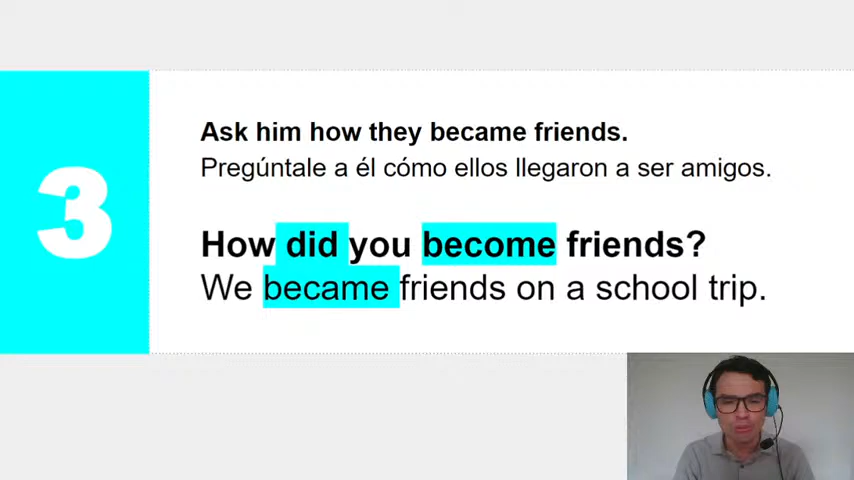 3
Ask him how they became friends.
Pregúntale a él cómo ellos llegaron a ser amigos.
How did you become friends?
We became friends on a school trip.